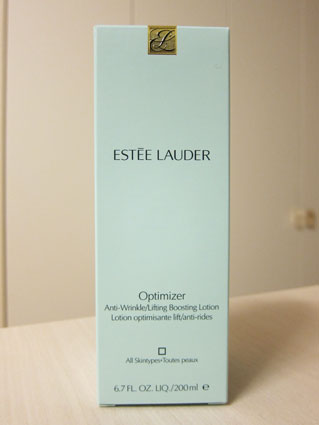 ESTĒE LAUDER
Optimizer
Anti-Wrinkle/Lifting Boosting Lotion
Lotion optimisante lift/anti-rides
All Skintypes•Toutes peaux
6.7 FL. OZ. LIQ./200ml ℮